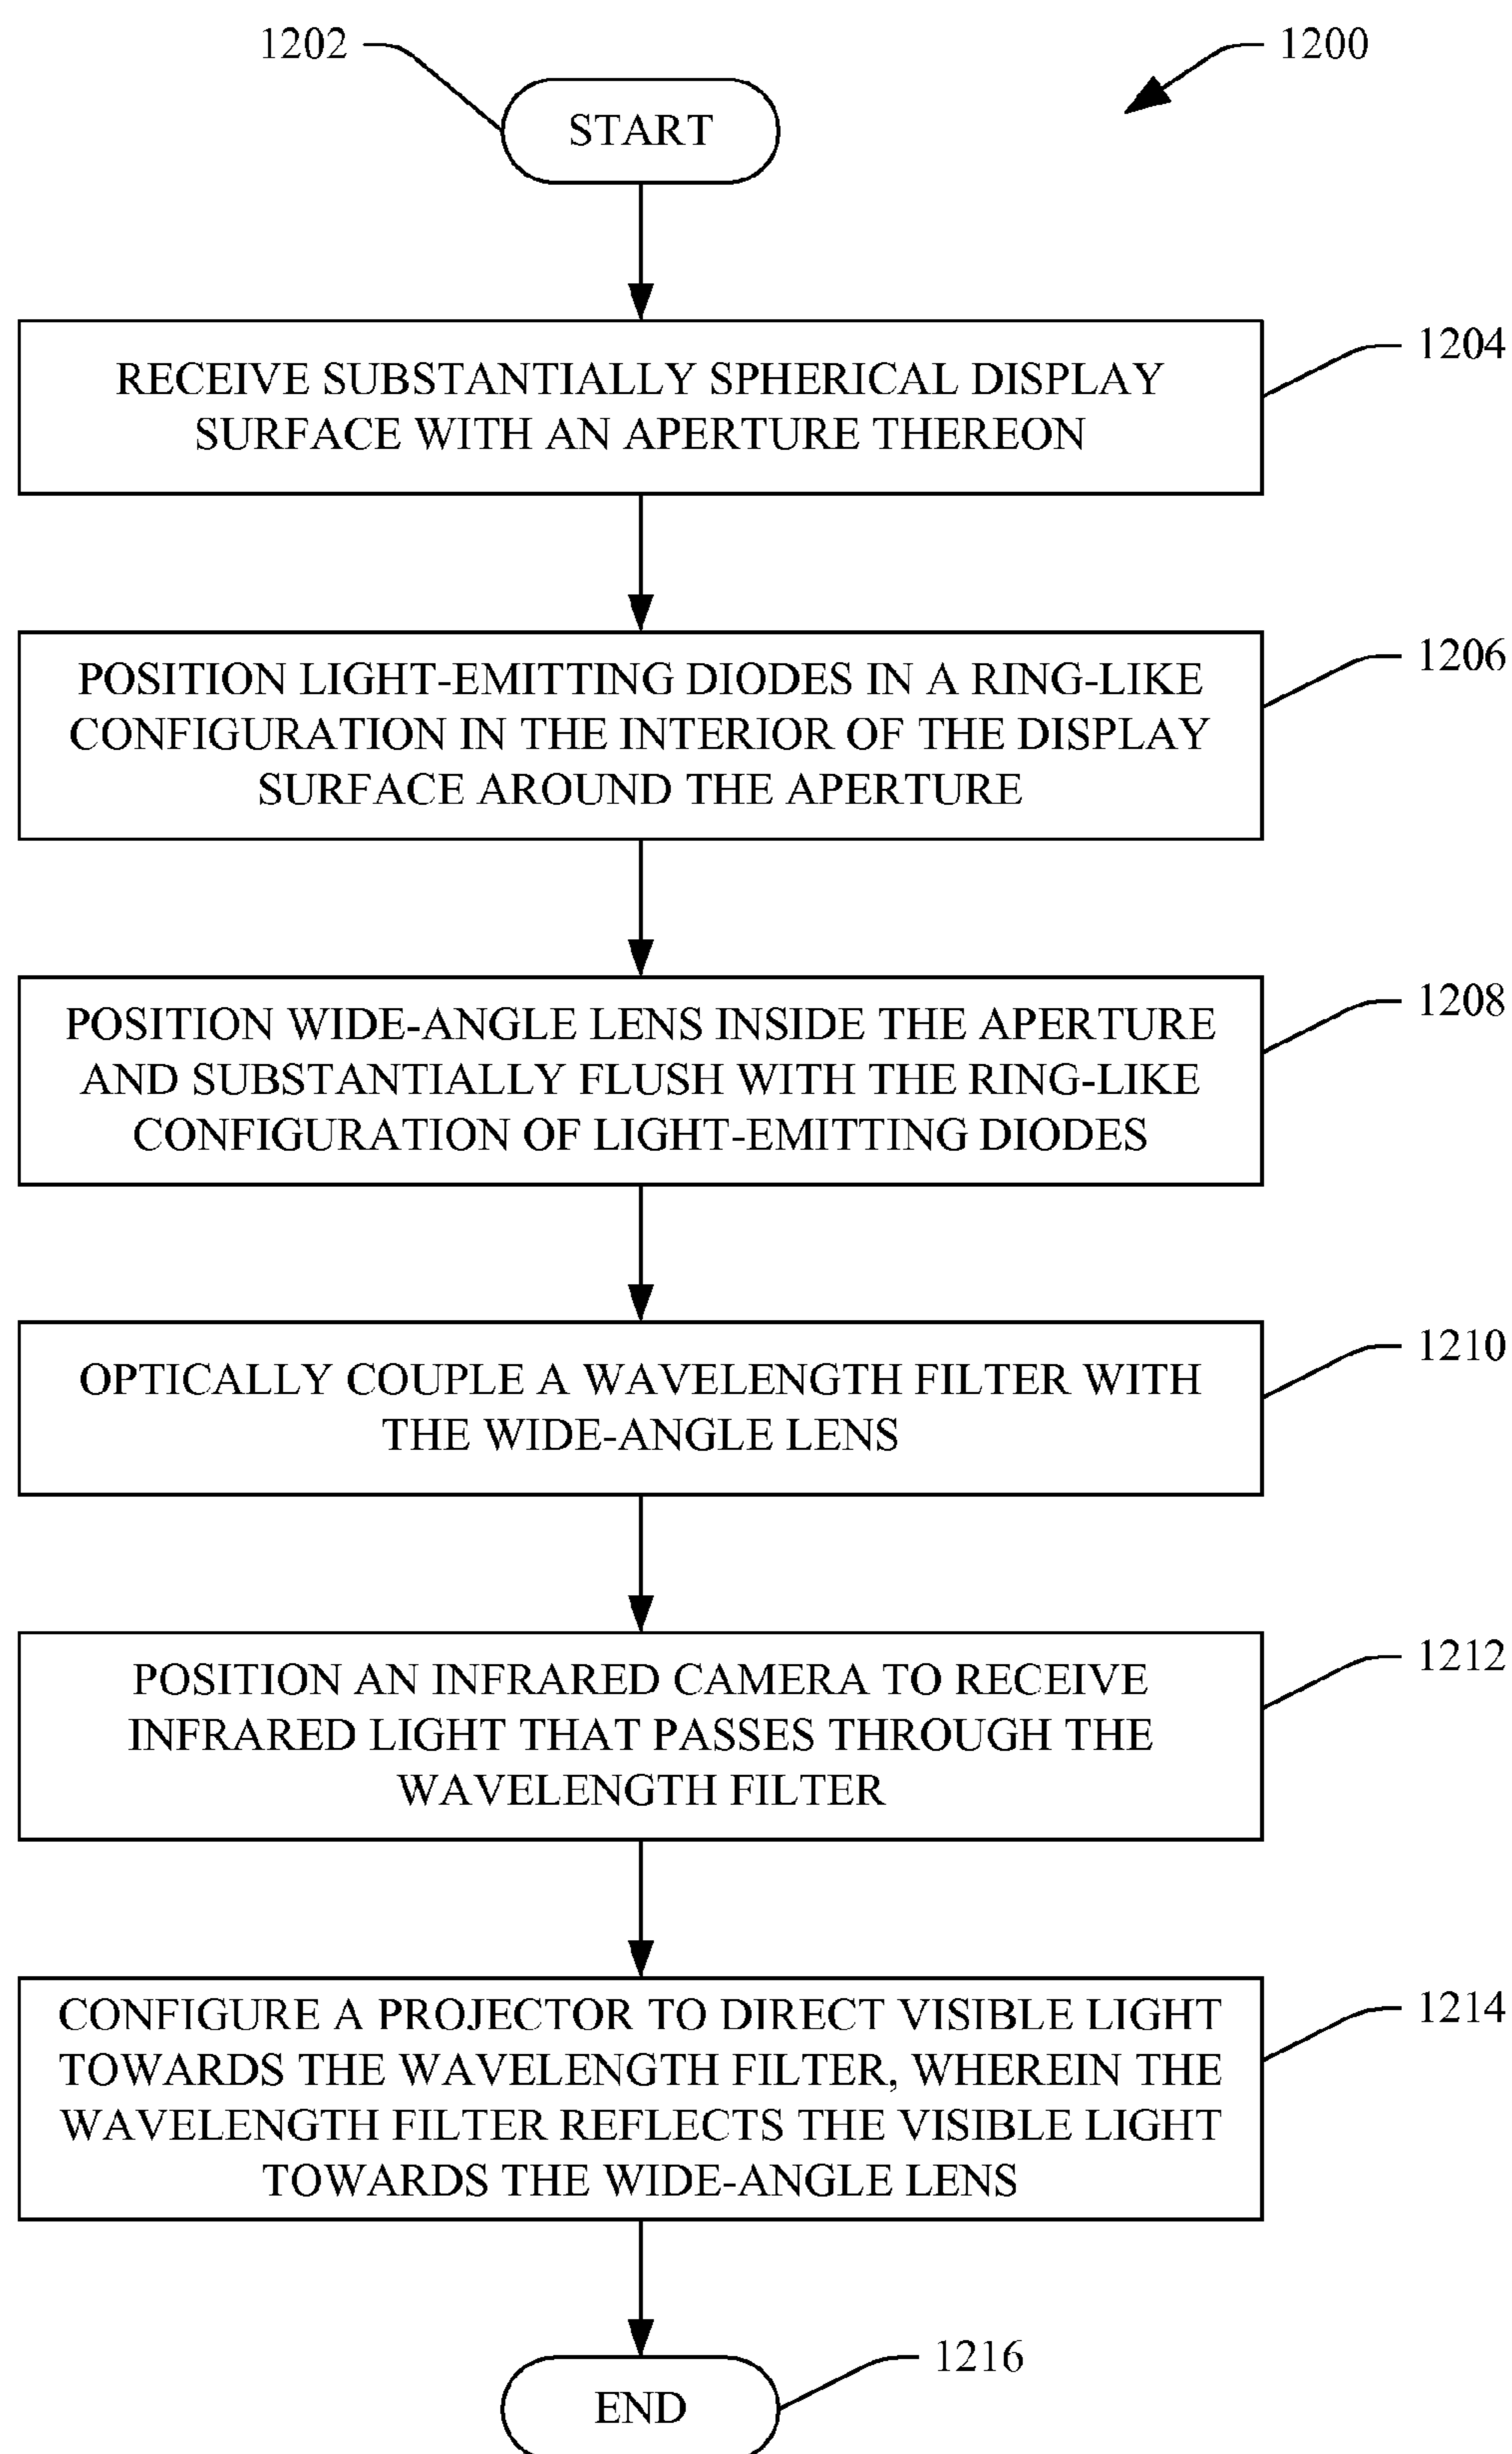 1202
1200
START
1204
RECEIVE SUBSTANTIALLY SPHERICAL DISPLAY
SURFACE WITH AN APERTURE THEREON
1206
POSITION LIGHT-EMITTING DIODES IN A RING-LIKE
CONFIGURATION IN THE INTERIOR OF THE DISPLAY
SURFACE AROUND THE APERTURE
1208
POSITION WIDE-ANGLE LENS INSIDE THE APERTURE
AND SUBSTANTIALLY FLUSH WITH THE RING-LIKE
CONFIGURATION OF LIGHT-EMITTING DIODES
1210
OPTICALLY COUPLE A WAVELENGTH FILTER WITH
THE WIDE-ANGLE LENS
1212
POSITION AN INFRARED CAMERA TO RECEIVE
INFRARED LIGHT THAT PASSES THROUGH THE
WAVELENGTH FILTER
1214
CONFIGURE A PROJECTOR TO DIRECT VISIBLE LIGHT
TOWARDS THE WAVELENGTH FILTER, WHEREIN THE
WAVELENGTH FILTER REFLECTS THE VISIBLE LIGHT
TOWARDS THE WIDE-ANGLE LENS
1216
END